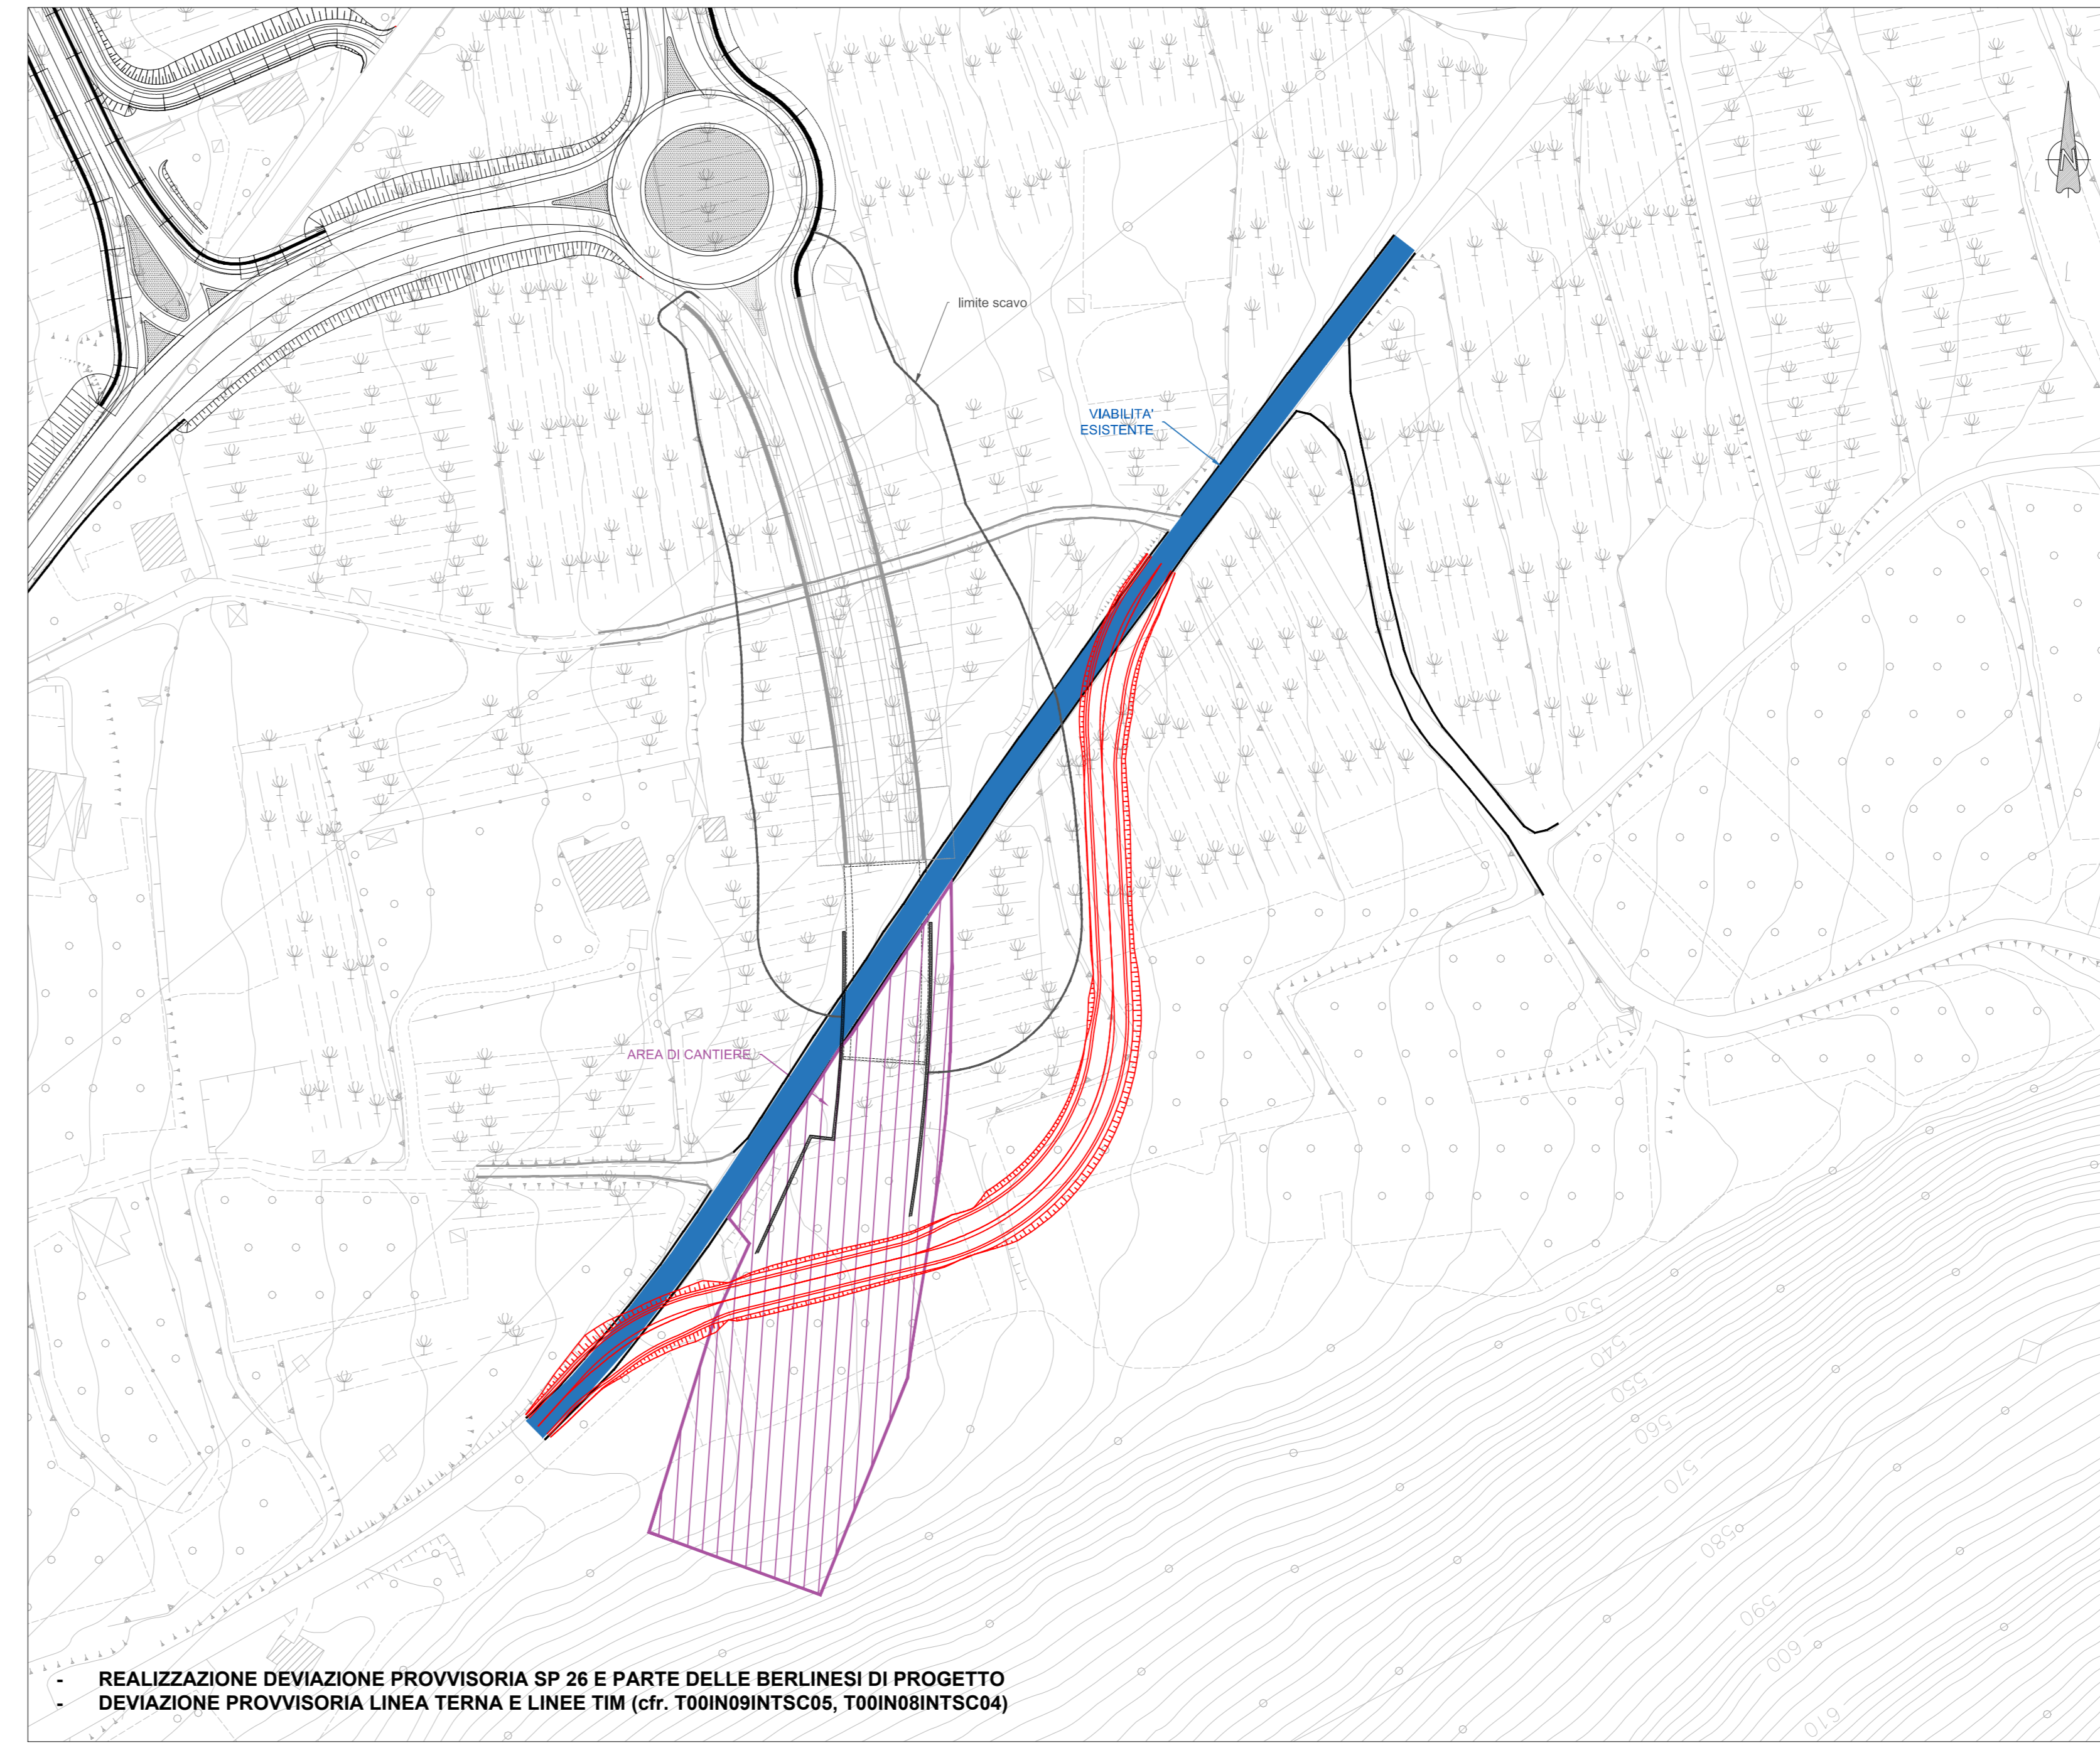 N
limite scavo
VIABILITA'
ESISTENTE
AREA DI CANTIERE
530
540
550
560
570
580
590
600
610
- REALIZZAZIONE DEVIAZIONE PROVVISORIA SP 26 E PARTE DELLE BERLINESI DI PROGETTO
- DEVIAZIONE PROVVISORIA LINEA TERNA E LINEE TIM (cfr. T00IN09INTSC05, T00IN08INTSC04)